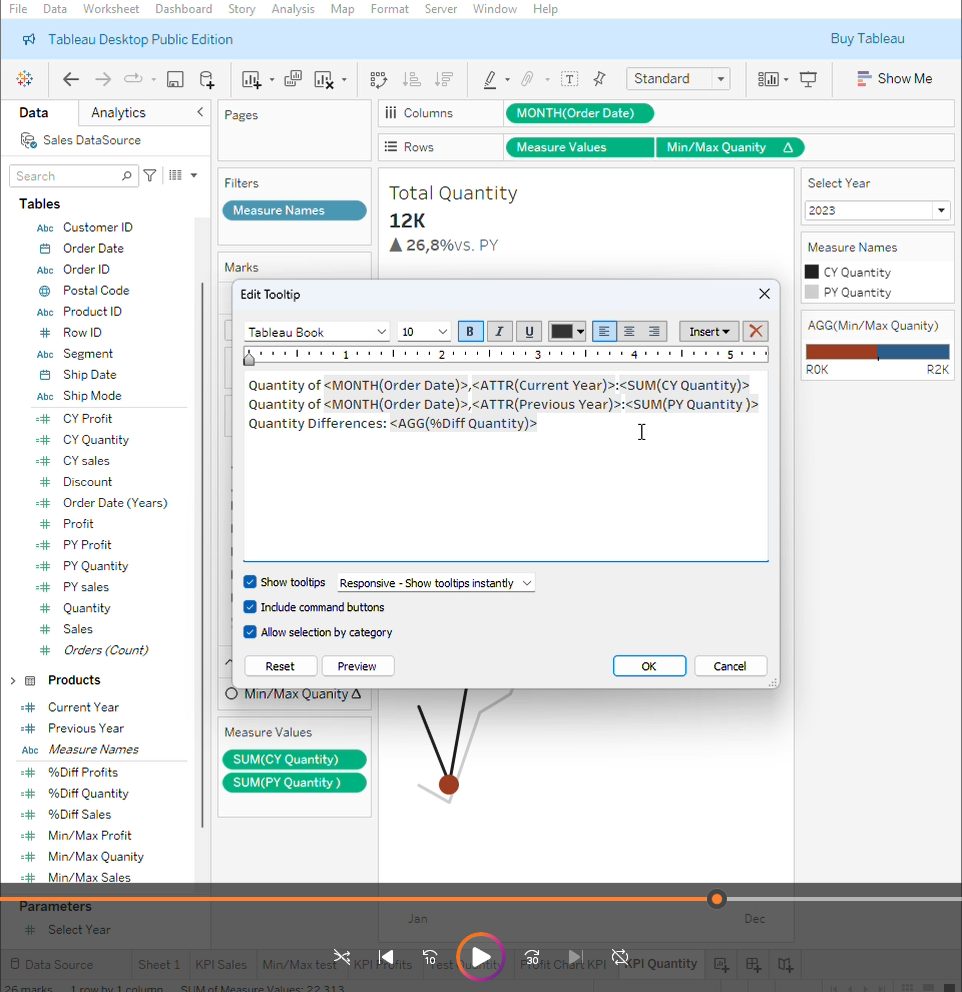 File Data Worksheet Dashboard Story Analysis Map Format Server Window Help
Tableau Desktop Public Edition Buy Tableau
Standard Show Me
Data Analytics
Sales DataSource
Search
Tables
Abc Customer ID
Order Date
Abc Order ID
Postal Code
Abc Product ID
Row ID
Abc Segment
Ship Date
Abc Ship Mode
CY Profit
CY Quantity
CY sales
Discount
Order Date (Years)
Profit
PY Profit
PY Quantity
PY sales
Quantity
Sales
Orders (Count)
Products
Current Year
Previous Year
Abc Measure Names
%Diff Profits
%Diff Quantity
%Diff Sales
Min/Max Profit
Min/Max Quanity
Min/Max Sales
Parameters
Select Year
Pages
Filters
Measure Names
Marks
Min/Max Quanity Δ
Measure Values
SUM(CY Quantity)
SUM(PY Quantity )
Columns MONTH(Order Date)
Rows Measure Values Min/Max Quanity Δ
Total Quantity
12K
▲ 26,8%vs. PY
Edit Tooltip
Tableau Book 10 B I U Insert
1 2 3 4 5
Quantity of <MONTH(Order Date)>,<ATTR(Current Year)>:<SUM(CY Quantity)>
Quantity of <MONTH(Order Date)>,<ATTR(Previous Year)>:<SUM(PY Quantity )>
Quantity Differences: <AGG(%Diff Quantity)>
Show tooltips Responsive - Show tooltips instantly
Include command buttons
Allow selection by category
Reset Preview OK Cancel
Jan Dec
Select Year
2023
Measure Names
CY Quantity
PY Quantity
AGG(Min/Max Quanity)
R0K R2K
10 30
Data Source Sheet 1 KPI Sales Min/Max test KPI Profits Test Quantity Profit Chart KPI KPI Quantity
26 marks 1 row by 1 column SUM of Measure Values: 22.313